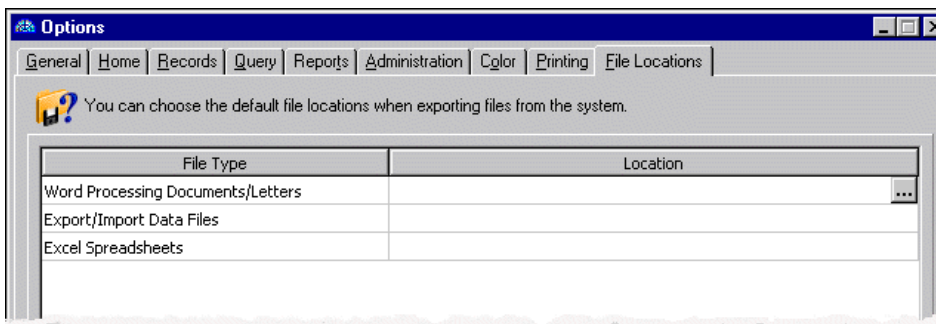 Options
General Home Records Query Reports Administration Color Printing File Locations
You can choose the default file locations when exporting files from the system.
File Type Location
Word Processing Documents/Letters ...
Export/Import Data Files
Excel Spreadsheets